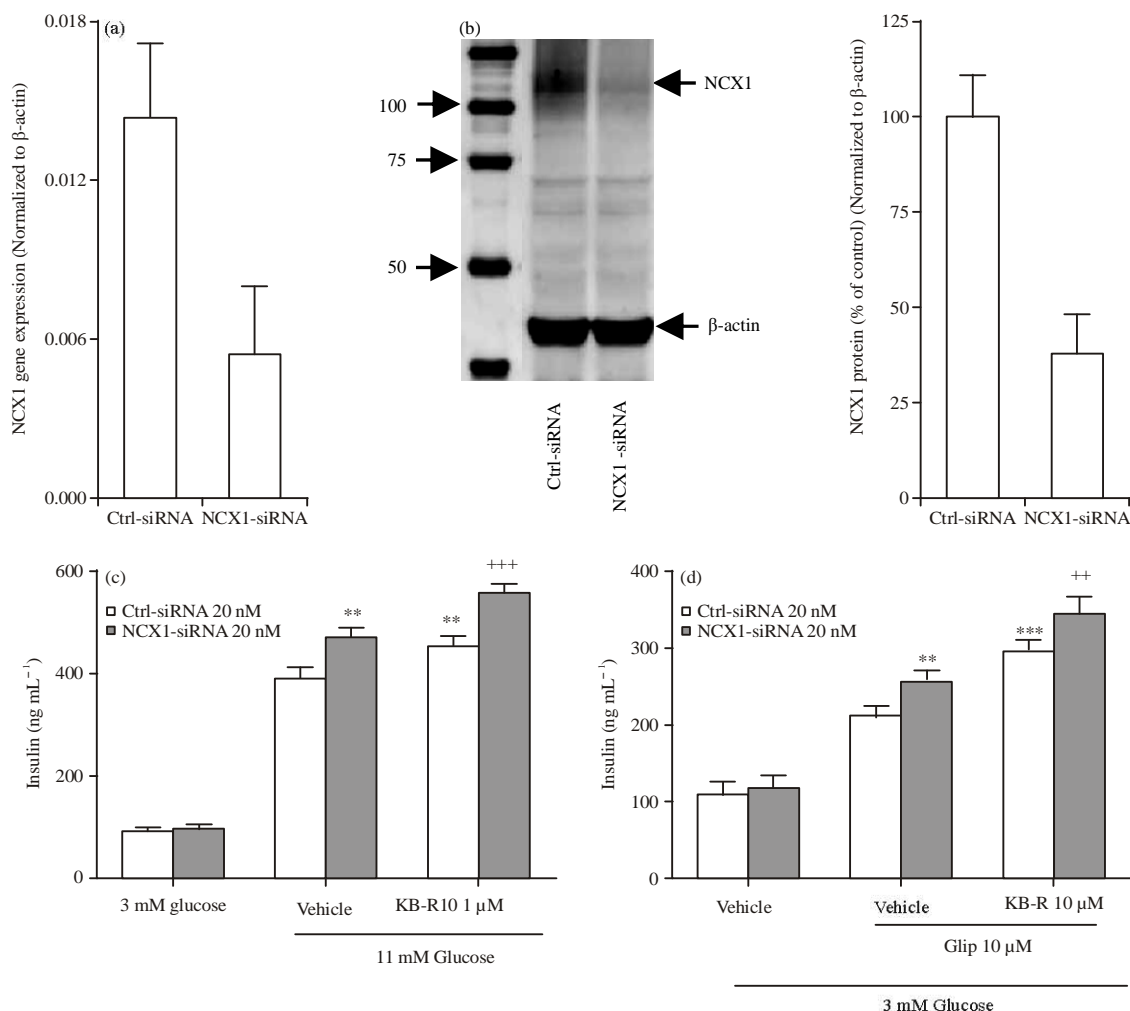 (a)
NCX1 gene expression (Normalized to β-actin)
0.018
0.012
0.006
0.000
Ctrl-siRNA NCX1-siRNA
(b)
100
75
50
NCX1
β-actin
Ctrl-siRNA
NCX1 -siRNA
NCX1 protein (% of control) (Normalized to β-actin)
125
100
75
50
25
0
Ctrl-siRNA NCX1-siRNA
(c)
Insulin (ng mL⁻¹)
600
400
200
0
Ctrl-siRNA 20 nM
NCX1-siRNA 20 nM
**
**
+++
3 mM glucose
Vehicle
KB-R10 1 µM
11 mM Glucose
(d)
Insulin (ng mL⁻¹)
400
300
200
100
0
Ctrl-siRNA 20 nM
NCX1-siRNA 20 nM
**
***
++
Vehicle
Vehicle
KB-R 10 µM
Glip 10 µM
3 mM Glucose